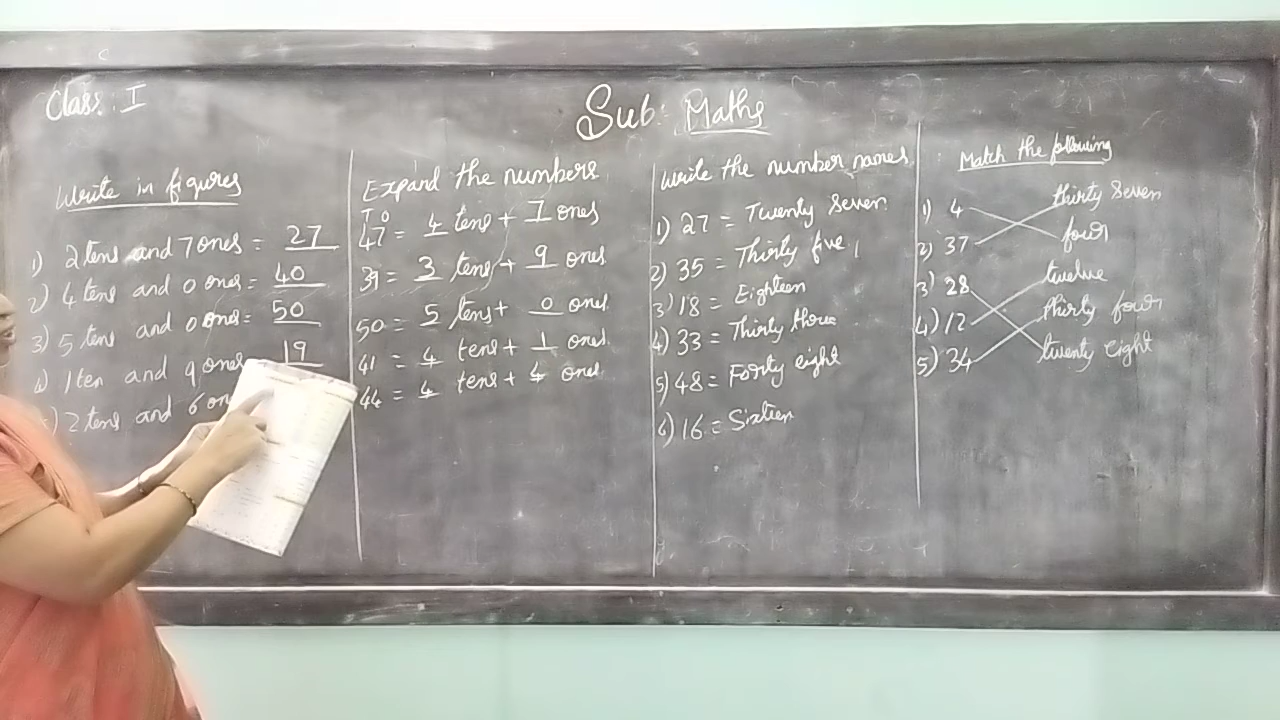 Class: I
Sub: Maths
Write in figures
1) 2 tens and 7 ones = 27
2) 4 tens and 0 ones = 40
3) 5 tens and 0 ones = 50
4) 1 ten and 9 ones 19
) 2 tens and 6 on
Expand the numbers
T O
47 = 4 tens + 7 ones
39 = 3 tens + 9 ones
50 = 5 tens + 0 ones
41 = 4 tens + 1 ones
44 = 4 tens + 4 ones
Write the number names
1) 27 = Twenty Seven
2) 35 = Thirty five
3) 18 = Eighteen
4) 33 = Thirty three
5) 48 = Forty eight
6) 16 = Sixteen
Match the following
1) 4 thirty seven
2) 37 four
3) 28 twelve
4) 12 thirty four
5) 34 twenty eight